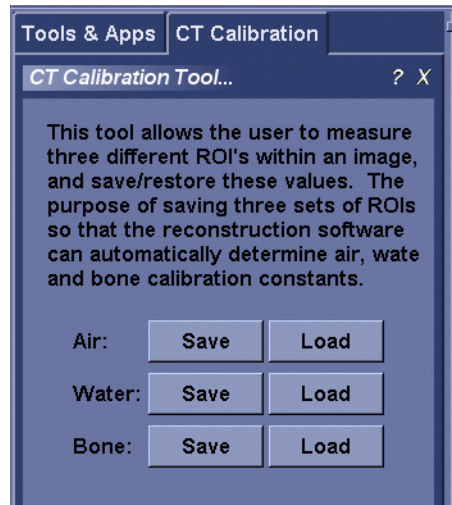 Tools & Apps CT Calibration
CT Calibration Tool... ? X
This tool allows the user to measure
three different ROI's within an image,
and save/restore these values. The
purpose of saving three sets of ROIs
so that the reconstruction software
can automatically determine air, wate
and bone calibration constants.
Air: Save Load
Water: Save Load
Bone: Save Load